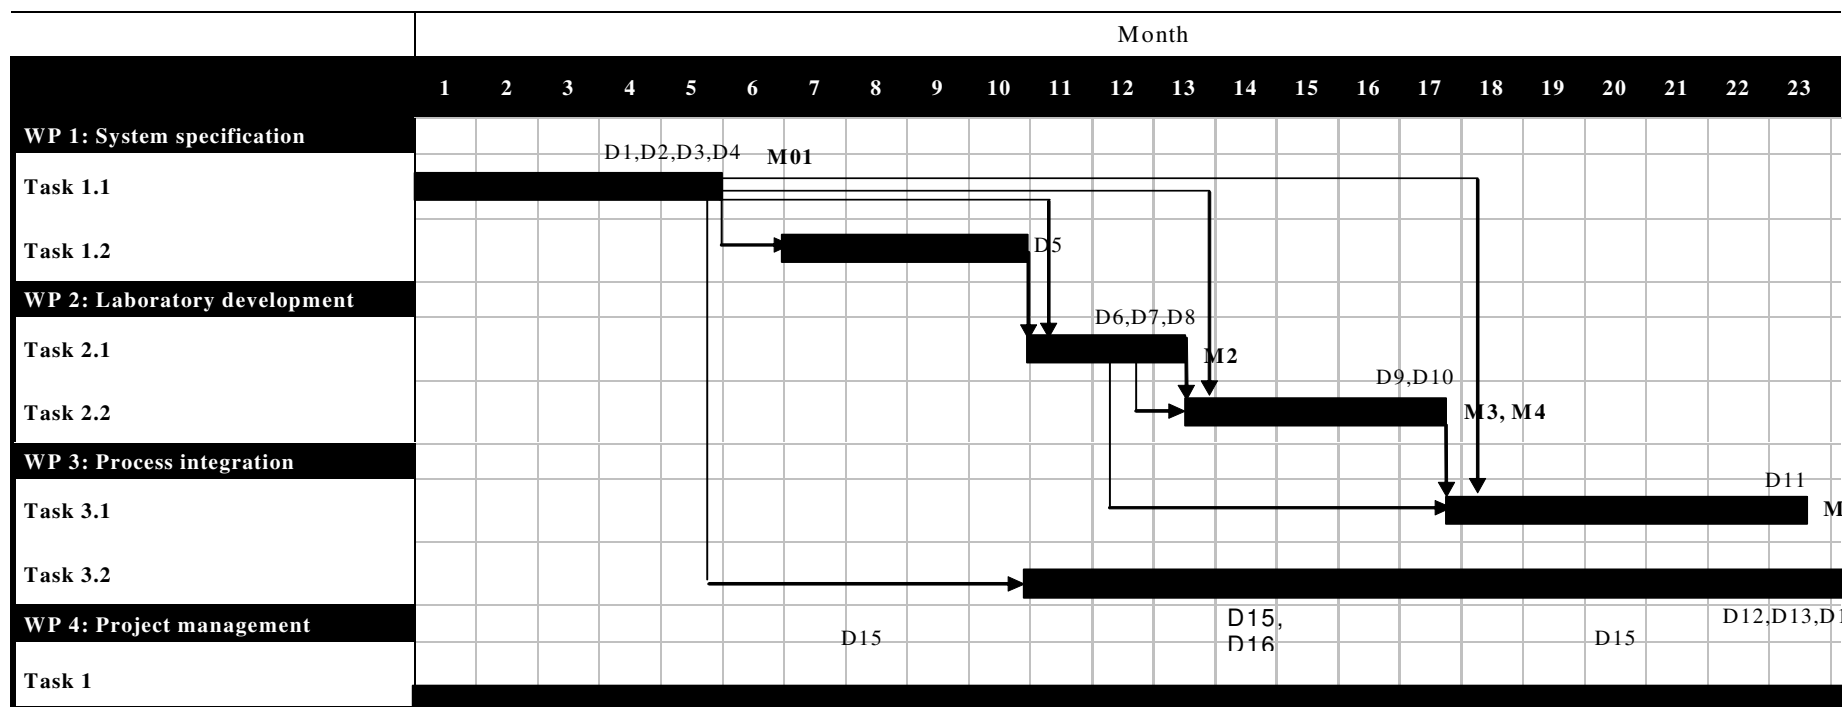 Month
1 2 3 4 5 6 7 8 9 10 11 12 13 14 15 16 17 18 19 20 21 22 23
WP 1: System specification
D1,D2,D3,D4 M01
Task 1.1
Task 1.2 D5
WP 2: Laboratory development
D6,D7,D8
Task 2.1 M2
D9,D10
Task 2.2 M3, M4
WP 3: Process integration
D11
Task 3.1 M
Task 3.2
WP 4: Project management
D15,
D12,D13,D1
D15 D16 D15
Task 1